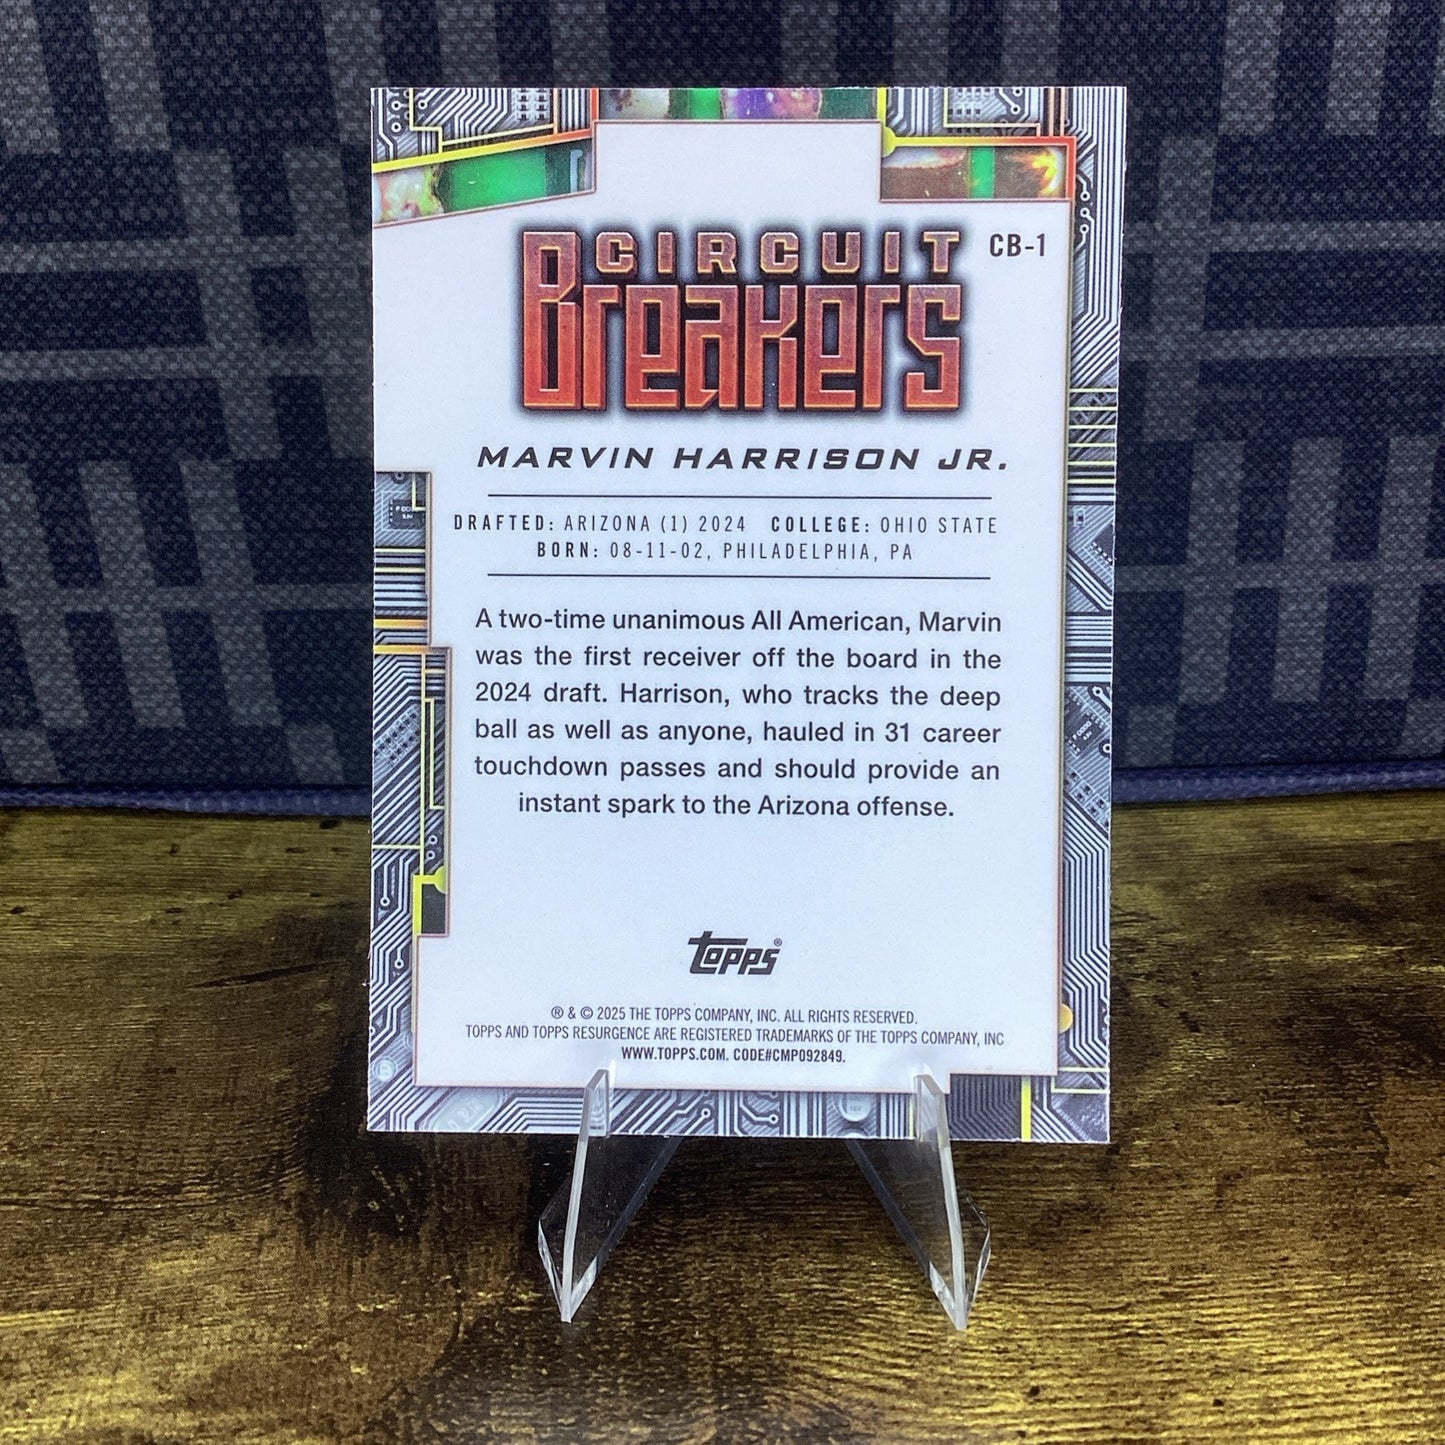 CB-1
CIRCUIT
Breakers
MARVIN HARRISON JR.
DRAFTED: ARIZONA (1) 2024 COLLEGE: OHIO STATE
BORN: 08-11-02, PHILADELPHIA, PA
A two-time unanimous All American, Marvin
was the first receiver off the board in the
2024 draft. Harrison, who tracks the deep
ball as well as anyone, hauled in 31 career
touchdown passes and should provide an
instant spark to the Arizona offense.
topps®
® & © 2025 THE TOPPS COMPANY, INC. ALL RIGHTS RESERVED.
TOPPS AND TOPPS RESURGENCE ARE REGISTERED TRADEMARKS OF THE TOPPS COMPANY, INC
WWW.TOPPS.COM. CODE#CMP092849.